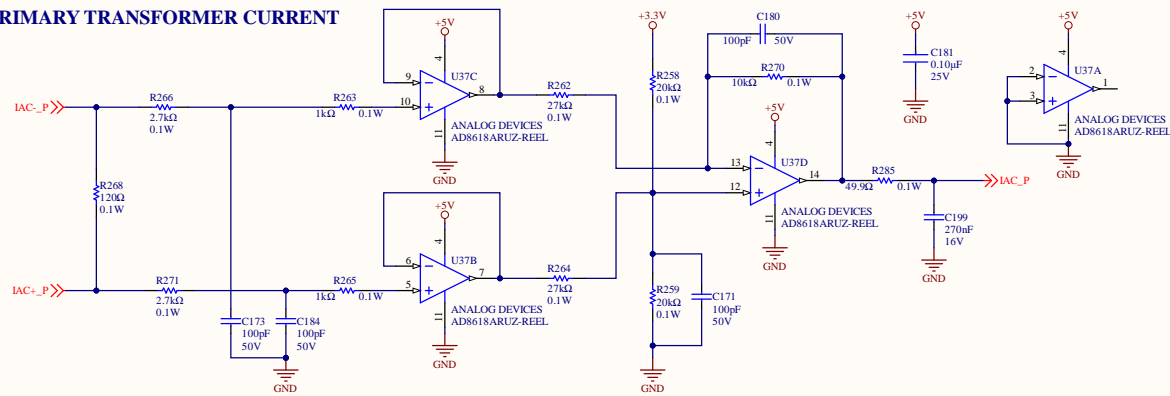 RIMARY TRANSFORMER CURRENT
IAC-_P
R266
2.7kΩ
0.1W
R268
120Ω
0.1W
IAC+_P
R271
2.7kΩ
0.1W
C173
100pF
50V
C184
100pF
50V
GND
R263
1kΩ 0.1W
R265
1kΩ 0.1W
+5V
4
9
10
8
11
U37C
ANALOG DEVICES
AD8618ARUZ-REEL
GND
+5V
4
6
5
7
11
U37B
ANALOG DEVICES
AD8618ARUZ-REEL
GND
R262
27kΩ
0.1W
R264
27kΩ
0.1W
+3.3V
R258
20kΩ
0.1W
R259
20kΩ
0.1W
C171
100pF
50V
GND
C180
100pF 50V
R270
10kΩ 0.1W
+5V
4
13
12
14
11
U37D
ANALOG DEVICES
AD8618ARUZ-REEL
GND
R285
49.9Ω 0.1W
IAC_P
C199
270nF
16V
GND
+5V
C181
0.10µF
25V
GND
+5V
4
2
3
1
11
U37A
ANALOG DEVICES
AD8618ARUZ-REEL
GND